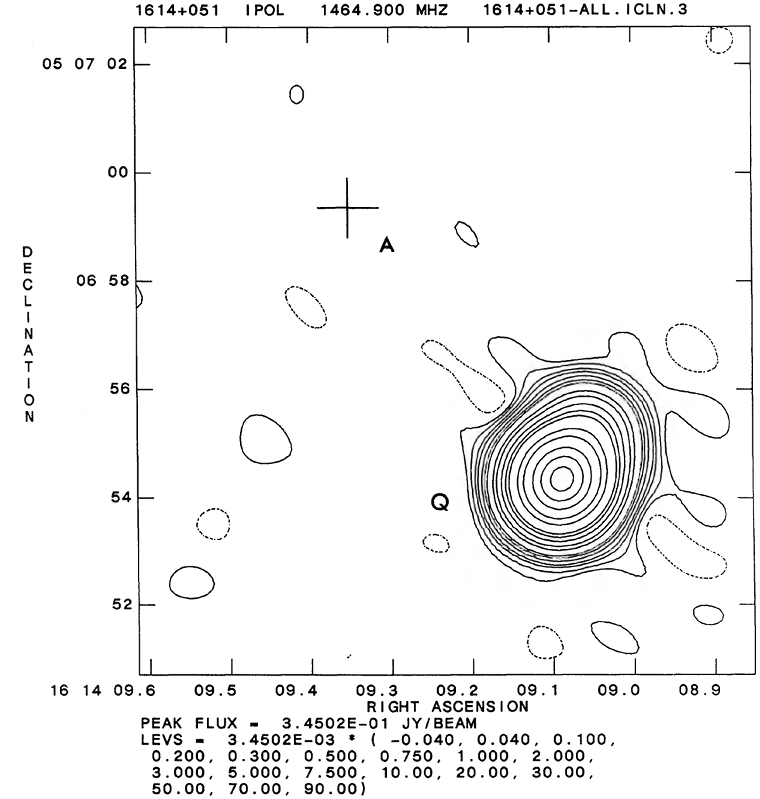 1614+051 IPOL 1464.900 MHZ 1614+051-ALL.ICLN.3
05 07 02
00
A
06 58
DECLINATION
56
54
Q
52
16 14 09.6 09.5 09.4 09.3 09.2 09.1 09.0 08.9
RIGHT ASCENSION
PEAK FLUX = 3.4502E-01 JY/BEAM
LEVS = 3.4502E-03 * ( -0.040, 0.040, 0.100,
0.200, 0.300, 0.500, 0.750, 1.000, 2.000,
3.000, 5.000, 7.500, 10.00, 20.00, 30.00,
50.00, 70.00, 90.00)